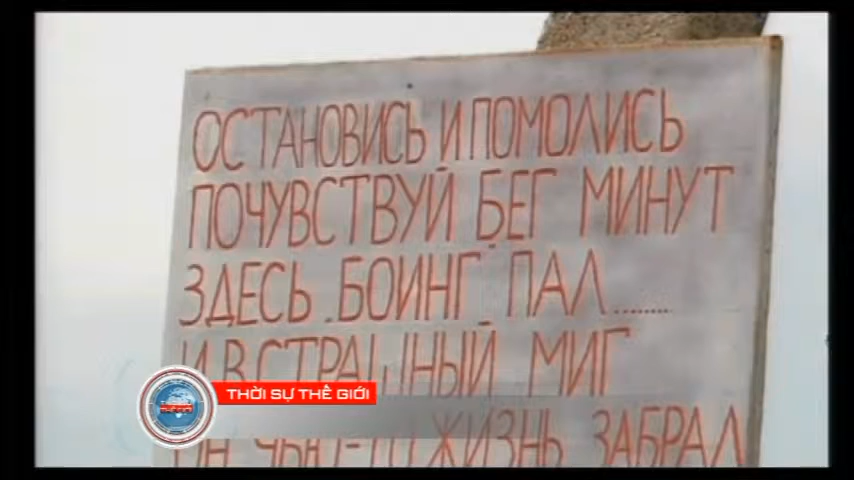 ОСТАНОВИСЬ И ПОМОЛИСЬ
ПОЧУВСТВУЙ БЕГ МИНУТ
ЗДЕСЬ БОИНГ ПАЛ.......
И В СТРАШНЫЙ МИГ
THỜI SỰ THẾ GIỚI
ЖИЗНЬ ЗАБРАЛ